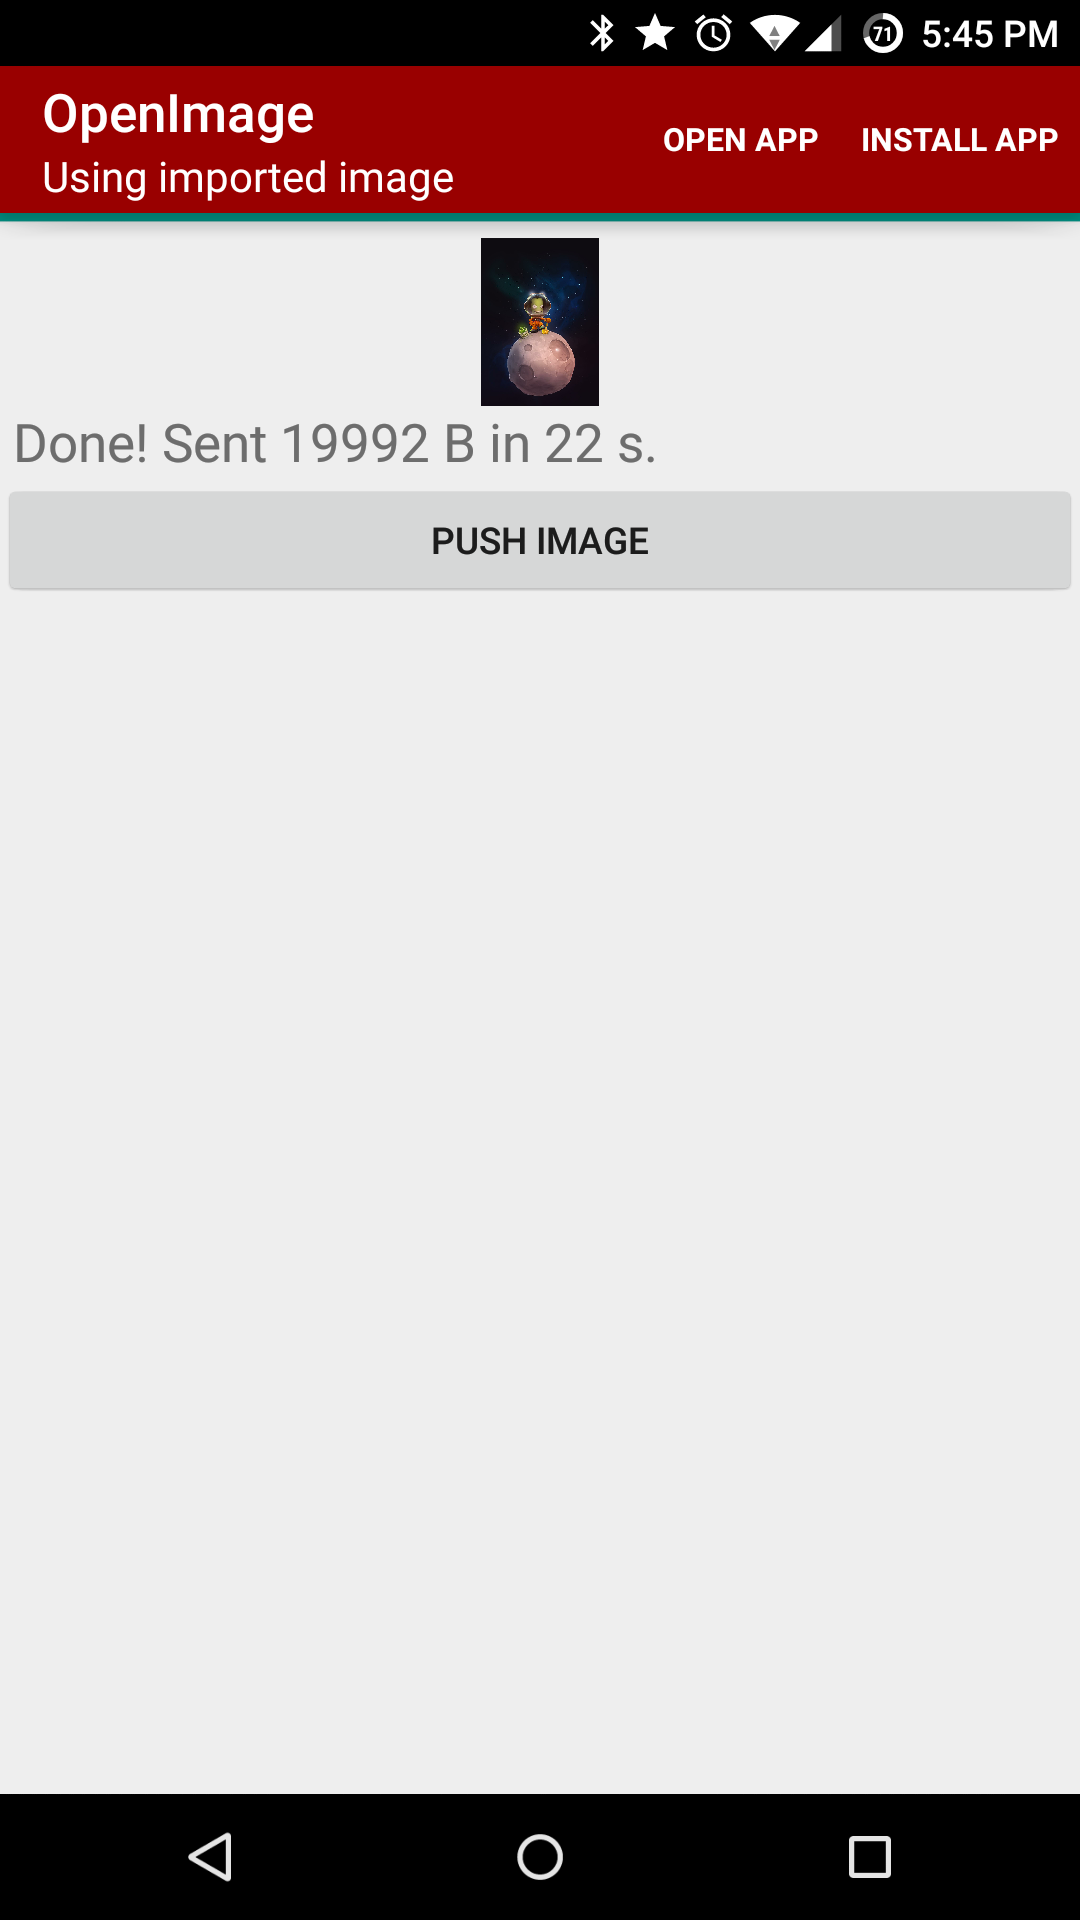 71 5:45 PM
OpenImage
Using imported image
OPEN APP INSTALL APP
Done! Sent 19992 B in 22 s.
PUSH IMAGE